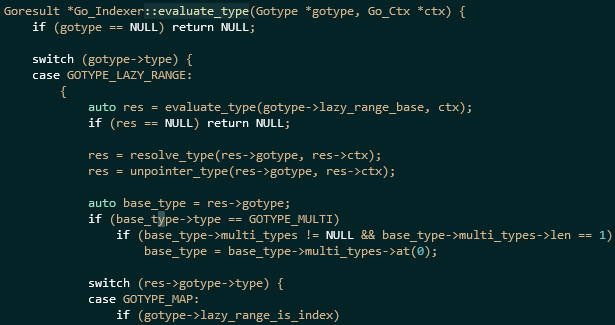 Goresult *Go_Indexer::evaluate_type(Gotype *gotype, Go_Ctx *ctx) {
if (gotype == NULL) return NULL;
switch (gotype->type) {
case GOTYPE_LAZY_RANGE:
{
auto res = evaluate_type(gotype->lazy_range_base, ctx);
if (res == NULL) return NULL;
res = resolve_type(res->gotype, res->ctx);
res = unpointer_type(res->gotype, res->ctx);
auto base_type = res->gotype;
if (base_type->type == GOTYPE_MULTI)
if (base_type->multi_types != NULL && base_type->multi_types->len == 1)
base_type = base_type->multi_types->at(0);
switch (res->gotype->type) {
case GOTYPE_MAP:
if (gotype->lazy_range_is_index)